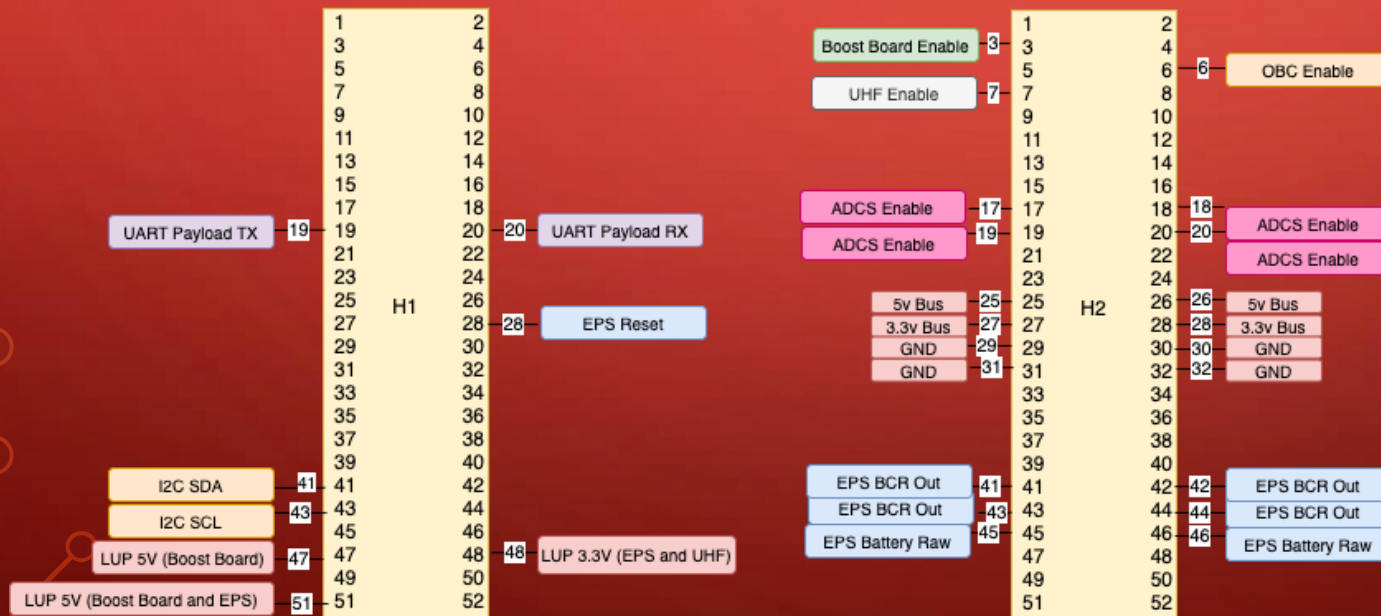 1 2
3 4
5 6
7 8
9 10
11 12
13 14
15 16
17 18
UART Payload TX 19 19 20 20 UART Payload RX
21 22
23 24
25 26
H1
27 28 28 EPS Reset
29 30
31 32
33 34
35 36
37 38
39 40
I2C SDA 41 41 42
I2C SCL 43 43 44
45 46
LUP 5V (Boost Board) 47 47 48 48 LUP 3.3V (EPS and UHF)
49 50
LUP 5V (Boost Board and EPS) 51 51 52
1 2
Boost Board Enable 3 3 4
5 6 6 OBC Enable
UHF Enable 7 7 8
9 10
11 12
13 14
15 16
ADCS Enable 17 17 18 18 ADCS Enable
ADCS Enable 19 19 20 20 ADCS Enable
21 22
23 24
5v Bus 25 25 26 26 5v Bus
H2
3.3v Bus 27 27 28 28 3.3v Bus
GND 29 29 30 30 GND
GND 31 31 32 32 GND
33 34
35 36
37 38
39 40
EPS BCR Out 41 41 42 42 EPS BCR Out
EPS BCR Out 43 43 44 44 EPS BCR Out
EPS Battery Raw 45 45 46 46 EPS Battery Raw
47 48
49 50
51 52